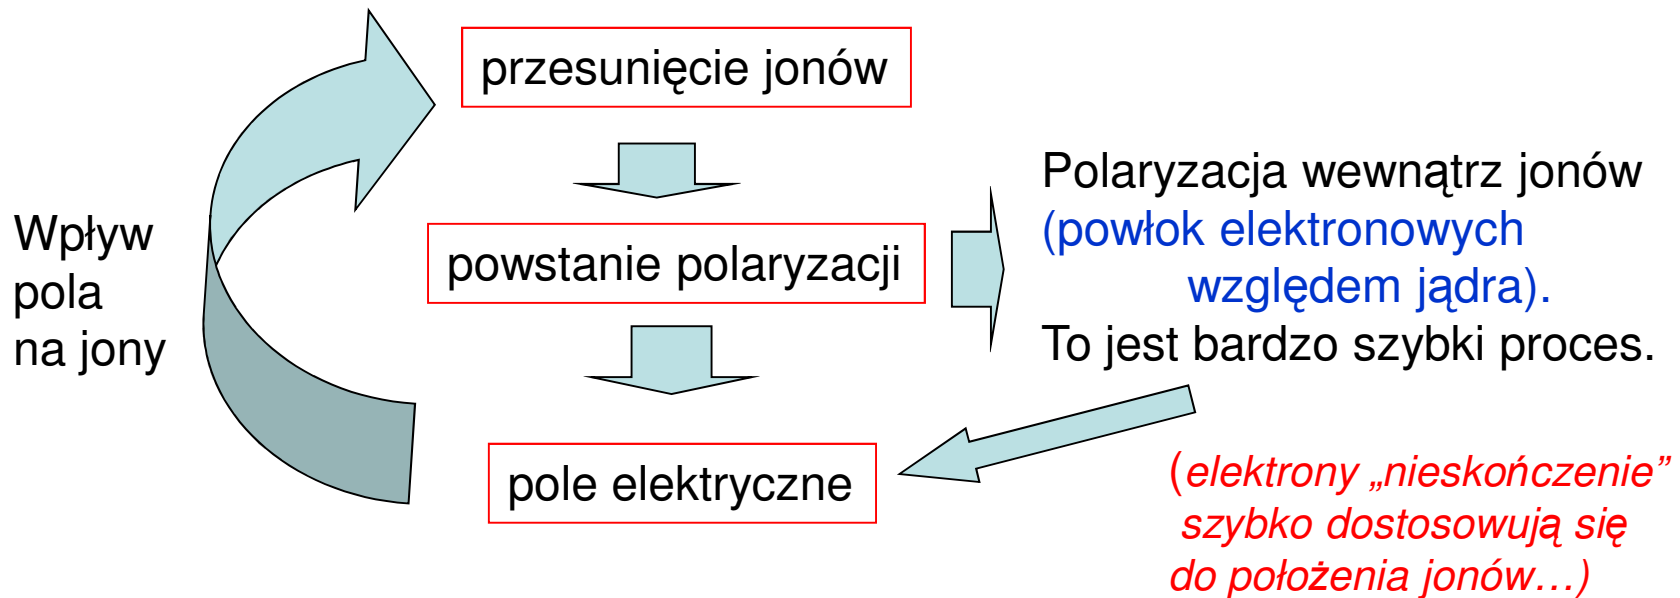 przesunięcie jonów
Wpływ
pola
na jony
powstanie polaryzacji
Polaryzacja wewnątrz jonów
(powłok elektronowych
względem jądra).
To jest bardzo szybki proces.
pole elektryczne
(elektrony „nieskończenie”
szybko dostosowują się
do położenia jonów…)